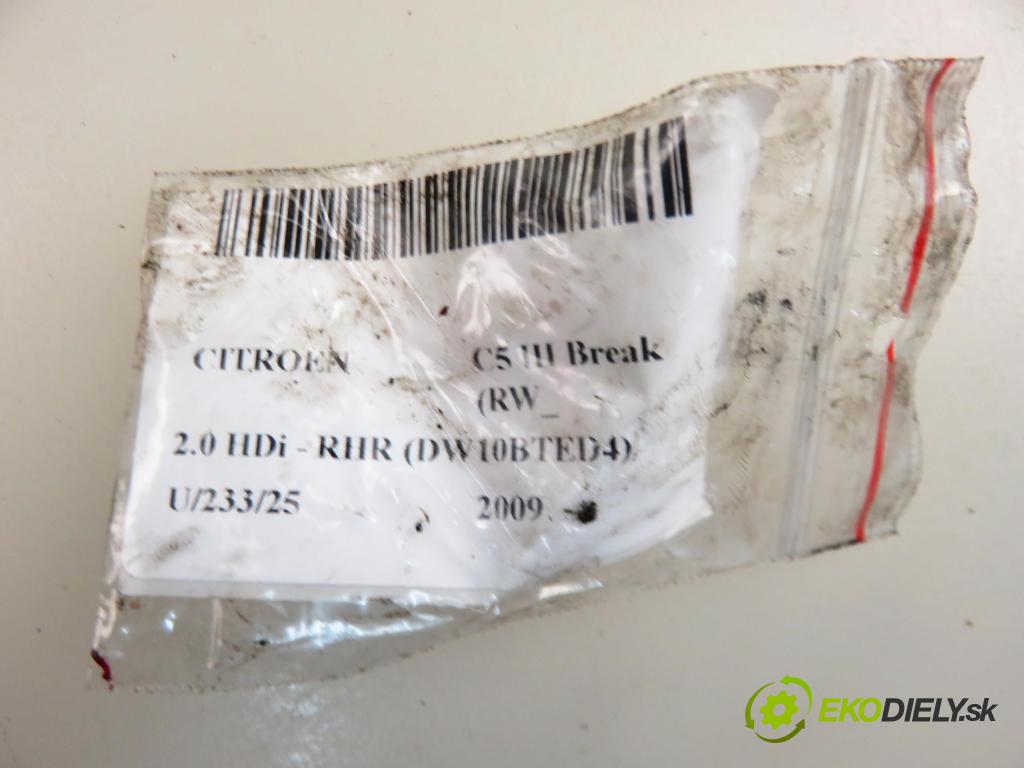 CITROEN C5 III Break
(RW_
2.0 HDi - RHR (DW10BTED4)
U/233/25 2009.
EKODIELY.sk